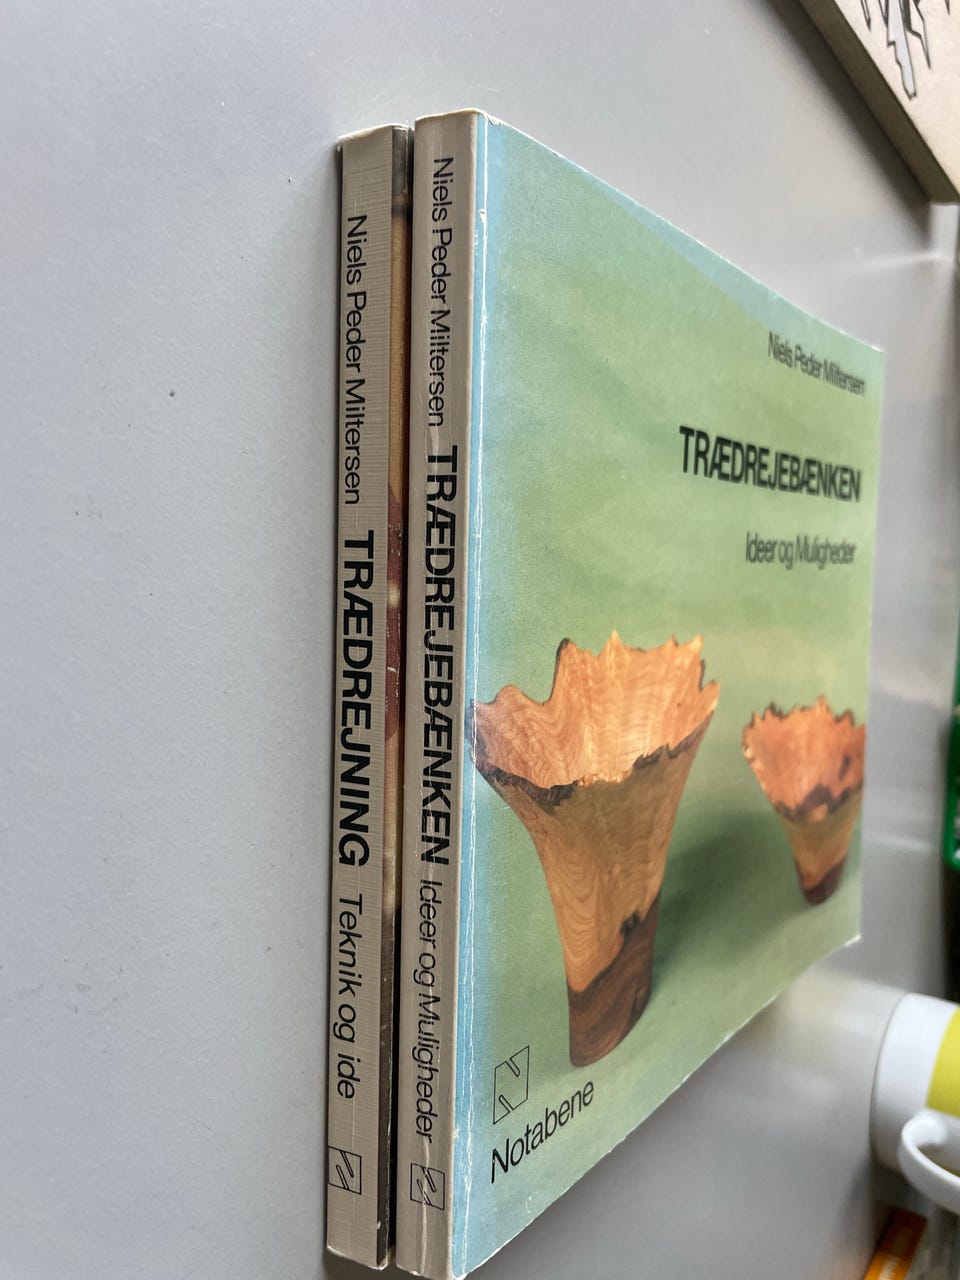 Niels Peder Miltersen TRÆDREJNING Teknik og ide
Niels Peder Miltersen TRÆDREJEBÆNKEN Ideer og Muligheder
Niels Peder Miltersen
TRÆDREJEBÆNKEN
Ideer og Muligheder
Notabene